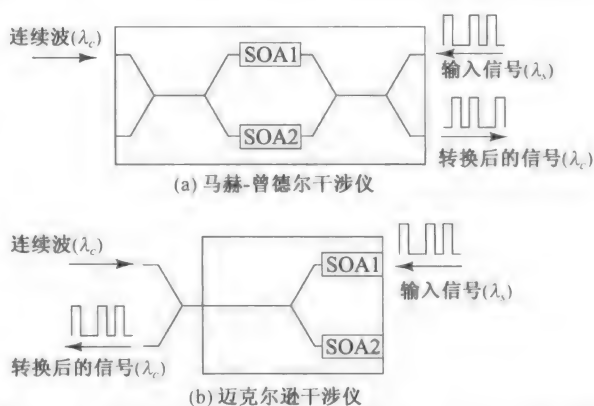 连续波(λc)
SOA1
输入信号(λs)
SOA2
转换后的信号(λc)
(a) 马赫-曾德尔干涉仪
连续波(λc)
SOA1
输入信号(λs)
转换后的信号(λc)
SOA2
(b) 迈克尔逊干涉仪